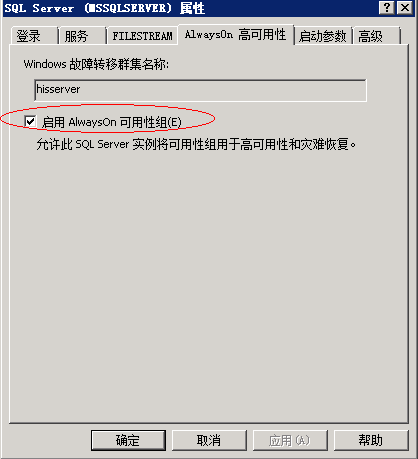 SQL Server (MSSQLSERVER) 属性
登录 服务 FILESTREAM AlwaysOn 高可用性 启动参数 高级
Windows 故障转移群集名称:
hisserver
启用 AlwaysOn 可用性组(E)
允许此 SQL Server 实例将可用性组用于高可用性和灾难恢复。
确定 取消 应用(A) 帮助